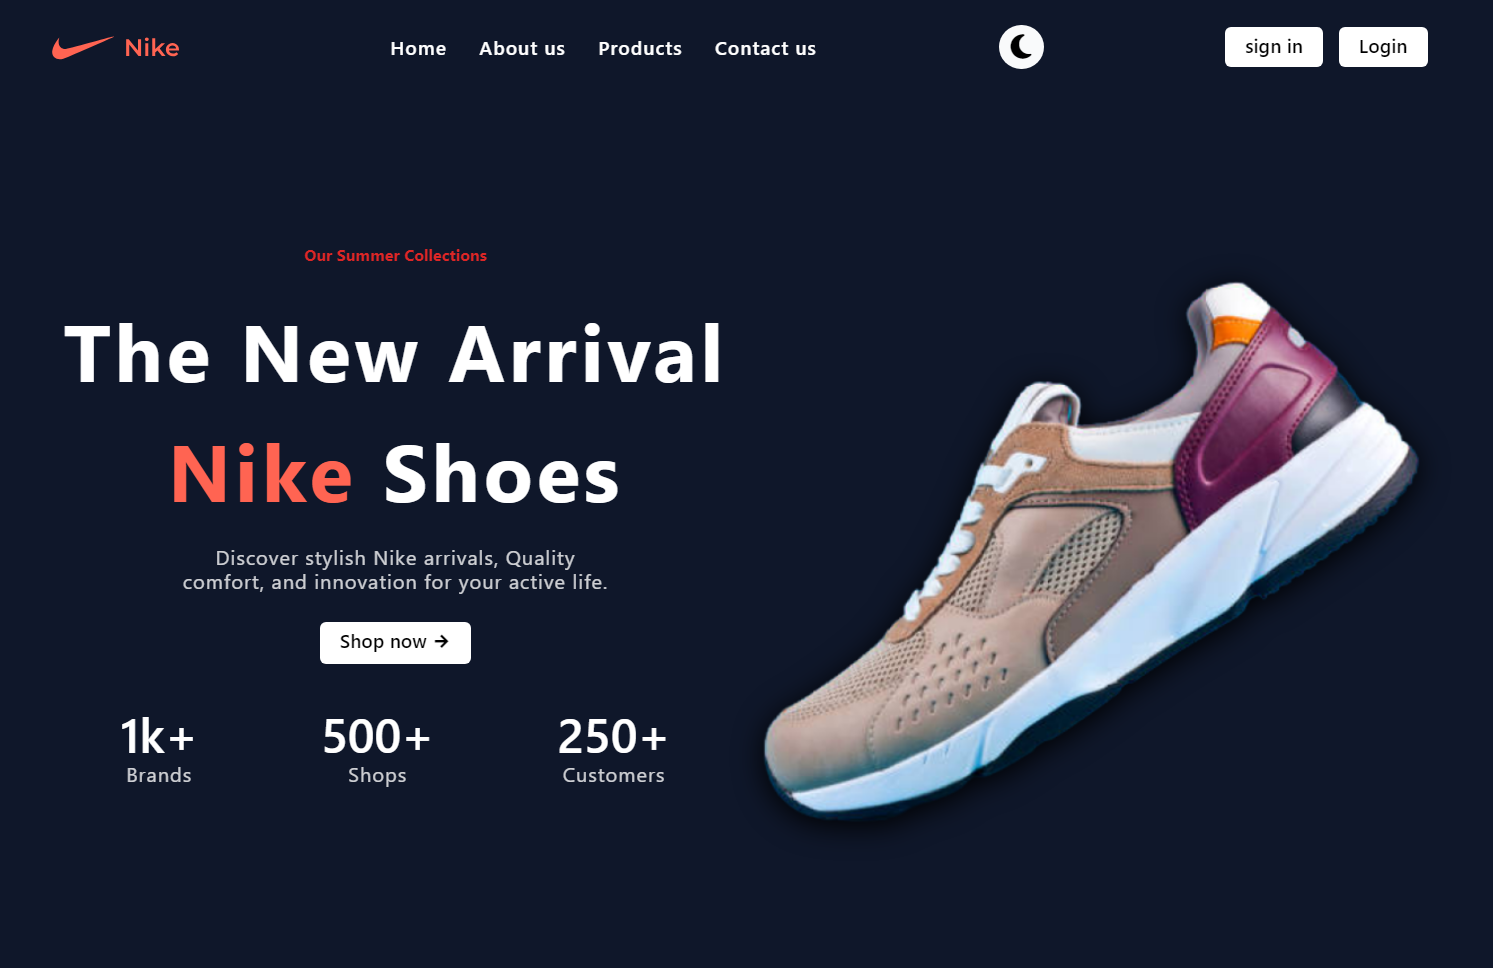 Nike
Home
About us
Products
Contact us
sign in
Login
Our Summer Collections
The New Arrival
Nike Shoes
Discover stylish Nike arrivals, Quality
comfort, and innovation for your active life.
Shop now →
1k+
Brands
500+
Shops
250+
Customers